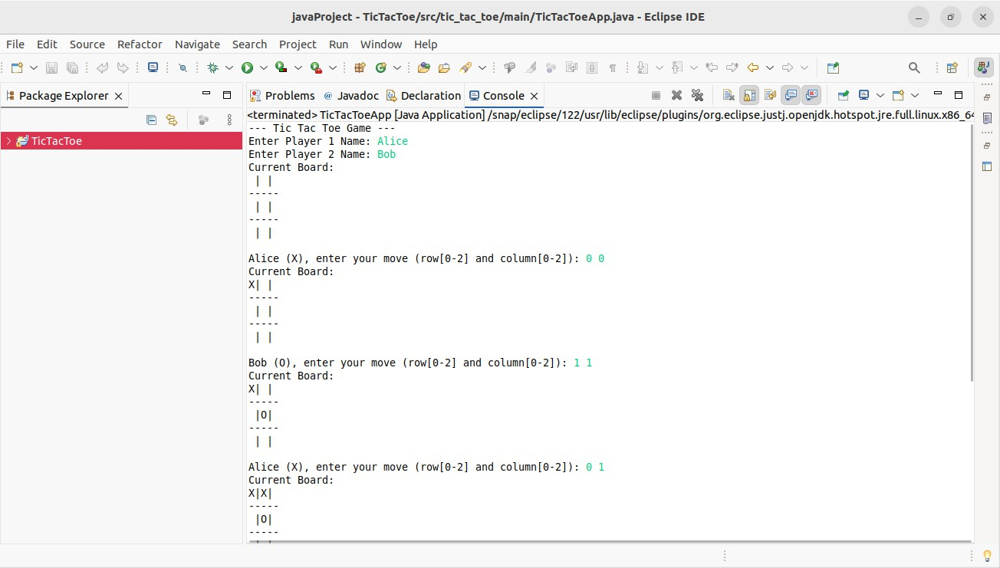 javaProject - TicTacToe/src/tic_tac_toe/main/TicTacToeApp.java - Eclipse IDE
File Edit Source Refactor Navigate Search Project Run Window Help
Package Explorer
Problems @ Javadoc Declaration Console
<terminated> TicTacToeApp [Java Application] /snap/eclipse/122/usr/lib/eclipse/plugins/org.eclipse.justj.openjdk.hotspot.jre.full.linux.x86_64
TicTacToe
--- Tic Tac Toe Game ---
Enter Player 1 Name: Alice
Enter Player 2 Name: Bob
Current Board:
 | |
-----
 | |
-----
 | |
Alice (X), enter your move (row[0-2] and column[0-2]): 0 0
Current Board:
X| |
-----
 | |
-----
 | |
Bob (O), enter your move (row[0-2] and column[0-2]): 1 1
Current Board:
X| |
-----
 |O|
-----
 | |
Alice (X), enter your move (row[0-2] and column[0-2]): 0 1
Current Board:
X|X|
-----
 |O|
-----
 | |